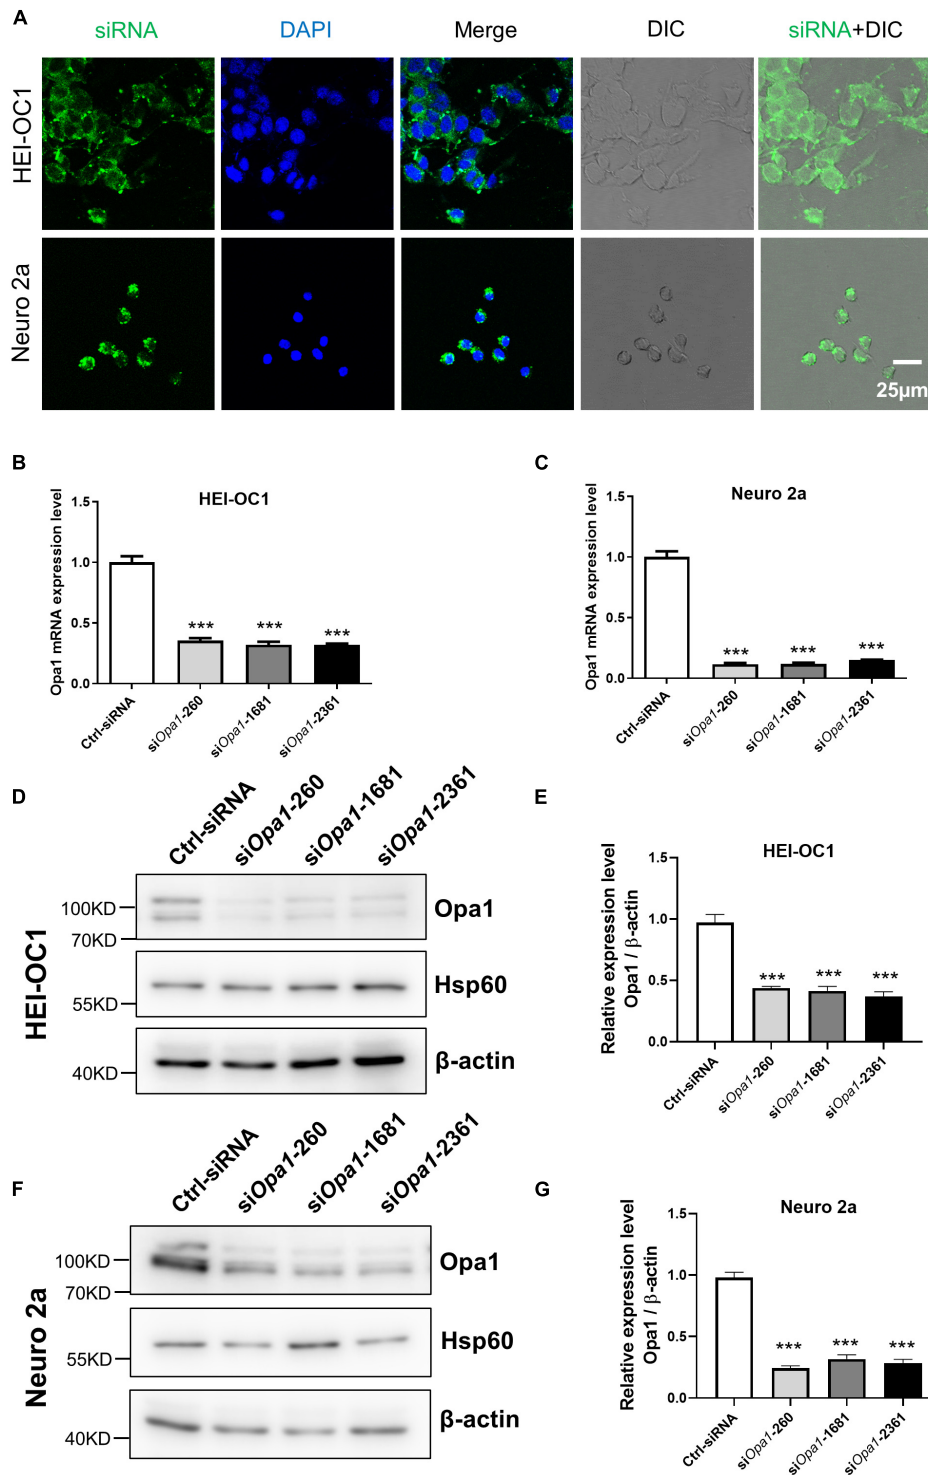 A
siRNA DAPI Merge DIC siRNA+DIC
HEI-OC1
Neuro 2a
25µm
B
HEI-OC1
Opa1 mRNA expression level
1.5
1.0
0.5
0.0
*** *** ***
Ctrl-siRNA siOpa1-260 siOpa1-1681 siOpa1-2361
C
Neuro 2a
Opa1 mRNA expression level
1.5
1.0
0.5
0.0
*** *** ***
Ctrl-siRNA siOpa1-260 siOpa1-1681 siOpa1-2361
D
Ctrl-siRNA siOpa1-260 siOpa1-1681 siOpa1-2361
HEI-OC1
100KD
70KD
Opa1
55KD
Hsp60
40KD
β-actin
E
HEI-OC1
Relative expression level
Opa1 / β-actin
1.5
1.0
0.5
0.0
*** *** ***
Ctrl-siRNA siOpa1-260 siOpa1-1681 siOpa1-2361
F
Ctrl-siRNA siOpa1-260 siOpa1-1681 siOpa1-2361
Neuro 2a
100KD
70KD
Opa1
55KD
Hsp60
40KD
β-actin
G
Neuro 2a
Relative expression level
Opa1 / β-actin
1.5
1.0
0.5
0.0
*** *** ***
Ctrl-siRNA siOpa1-260 siOpa1-1681 siOpa1-2361